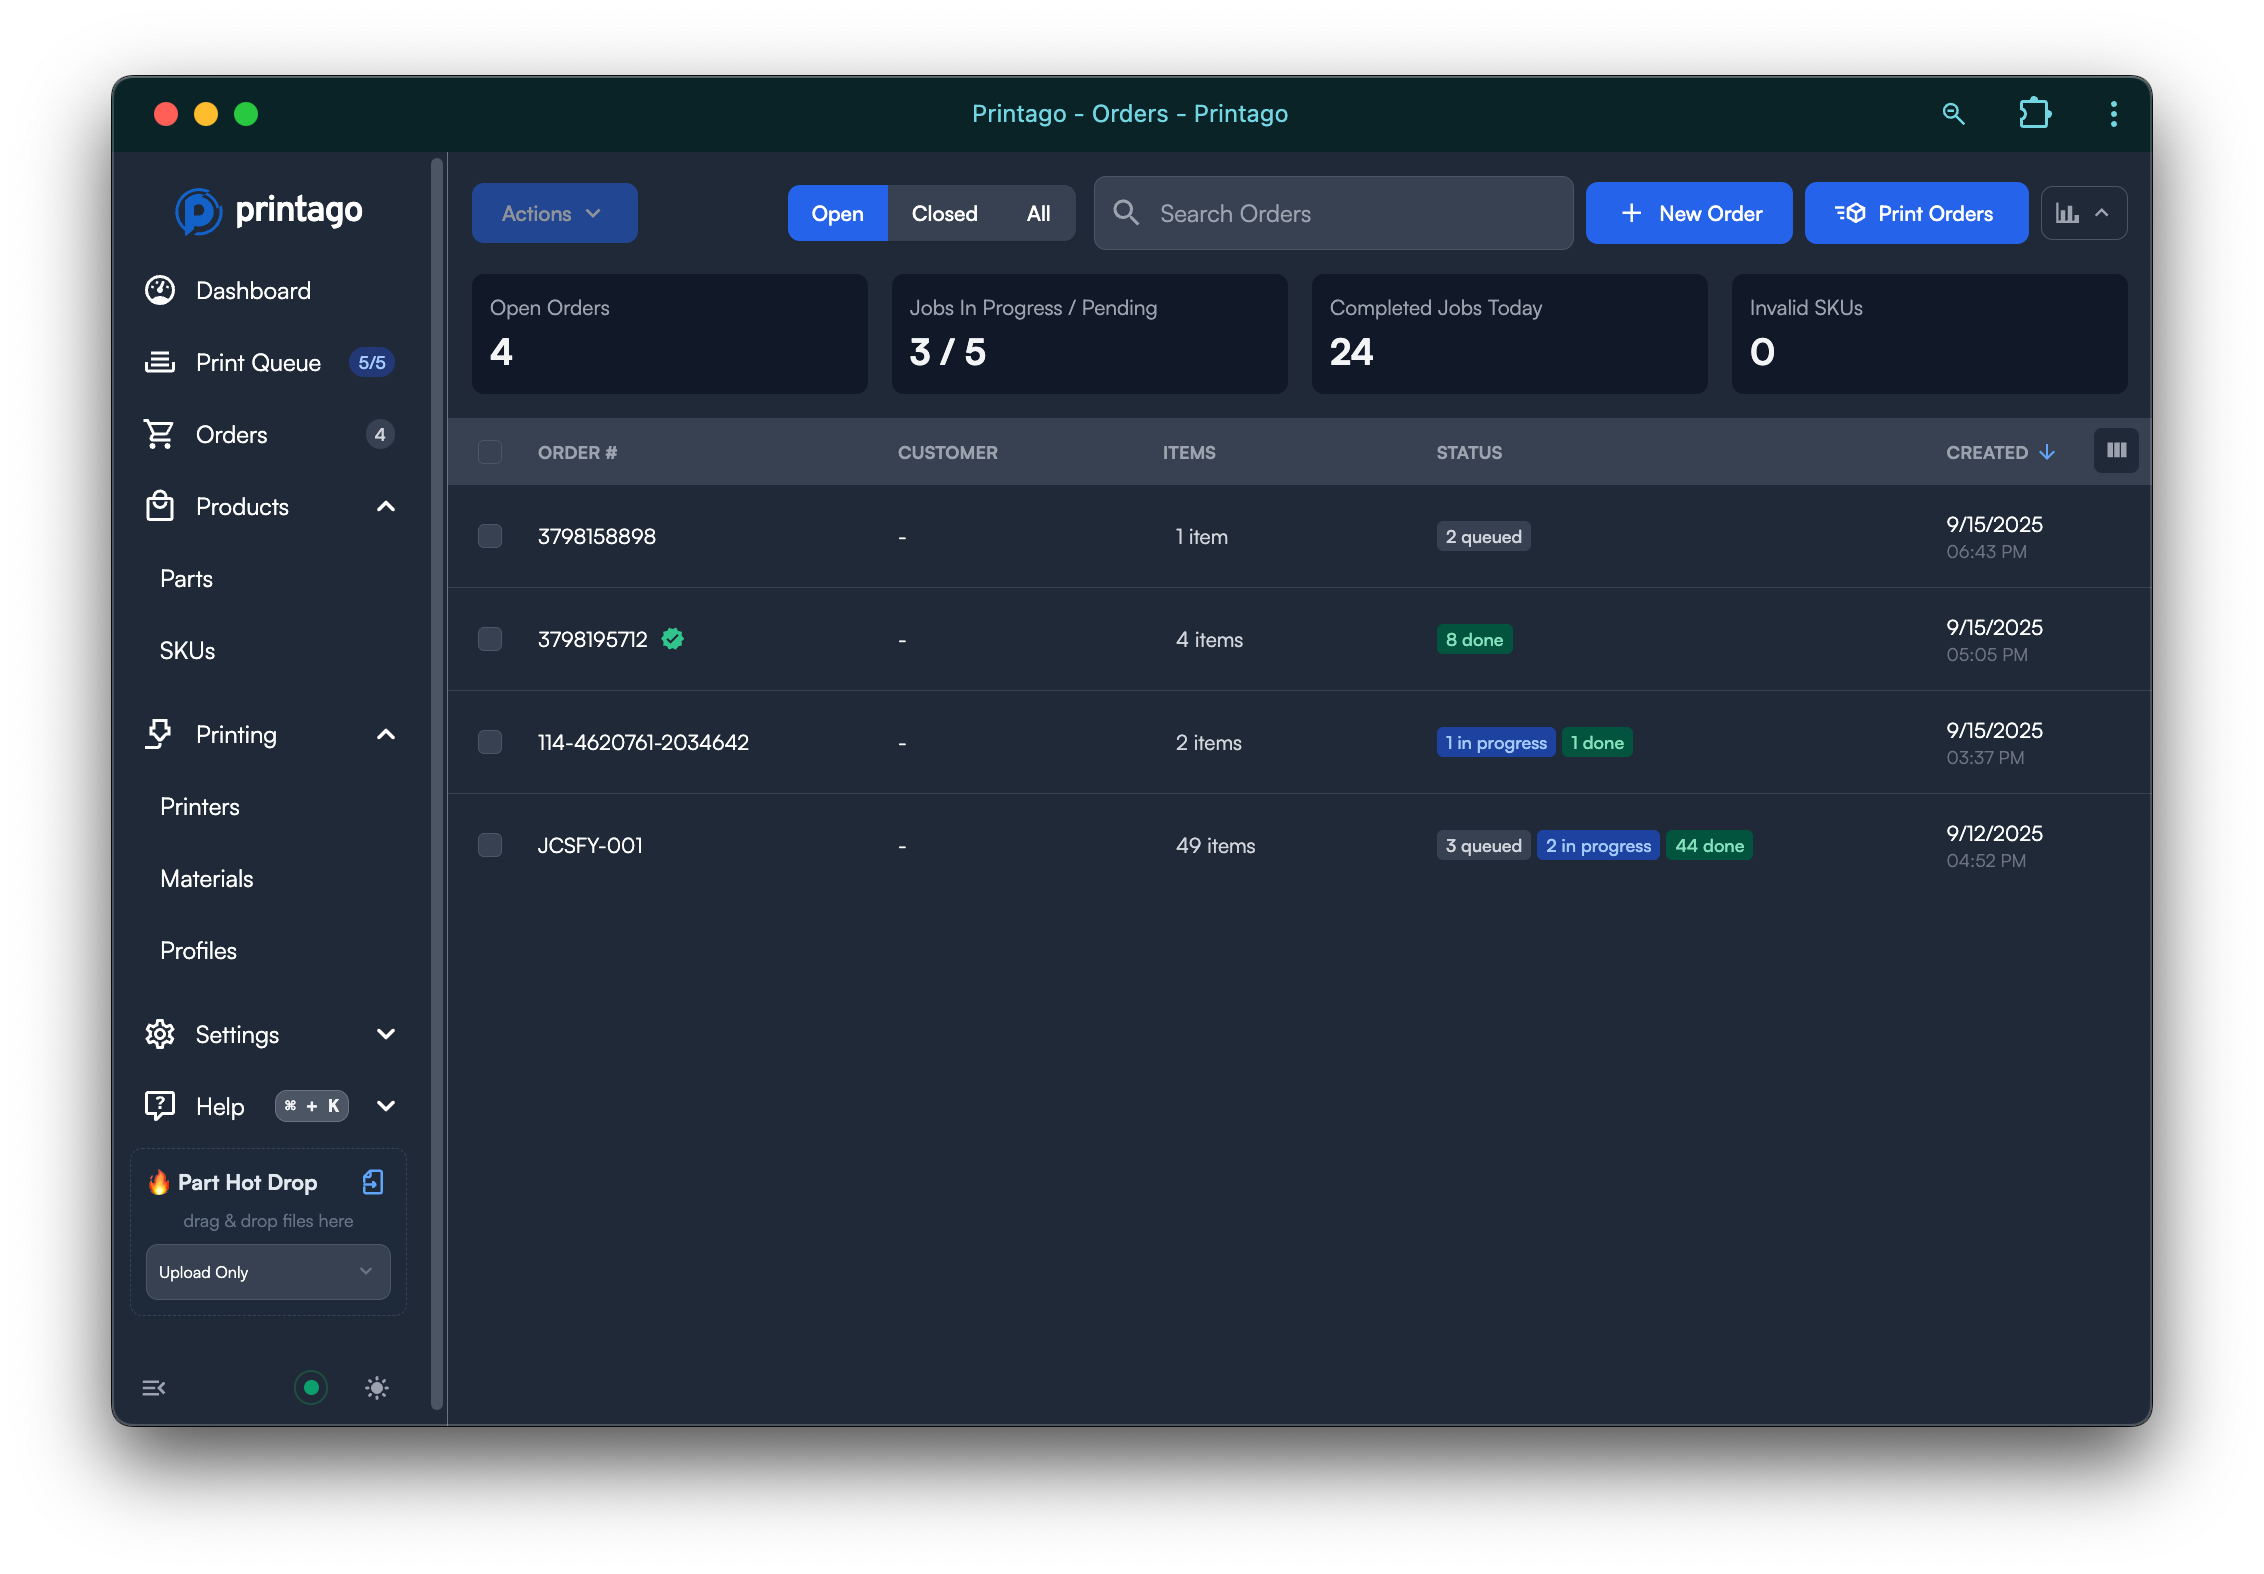 Printago - Orders - Printago
printago
Dashboard
Print Queue 5/5
Orders 4
Products
Parts
SKUs
Printing
Printers
Materials
Profiles
Settings
Help ⌘ + K
🔥 Part Hot Drop
drag & drop files here
Upload Only
Actions
Open Closed All
Search Orders
+ New Order
Print Orders
Open Orders
4
Jobs In Progress / Pending
3 / 5
Completed Jobs Today
24
Invalid SKUs
0
ORDER # CUSTOMER ITEMS STATUS CREATED
3798158898 - 1 item 2 queued 9/15/2025
06:43 PM
3798195712 - 4 items 8 done 9/15/2025
05:05 PM
114-4620761-2034642 - 2 items 1 in progress 1 done 9/15/2025
03:37 PM
JCSFY-001 - 49 items 3 queued 2 in progress 44 done 9/12/2025
04:52 PM